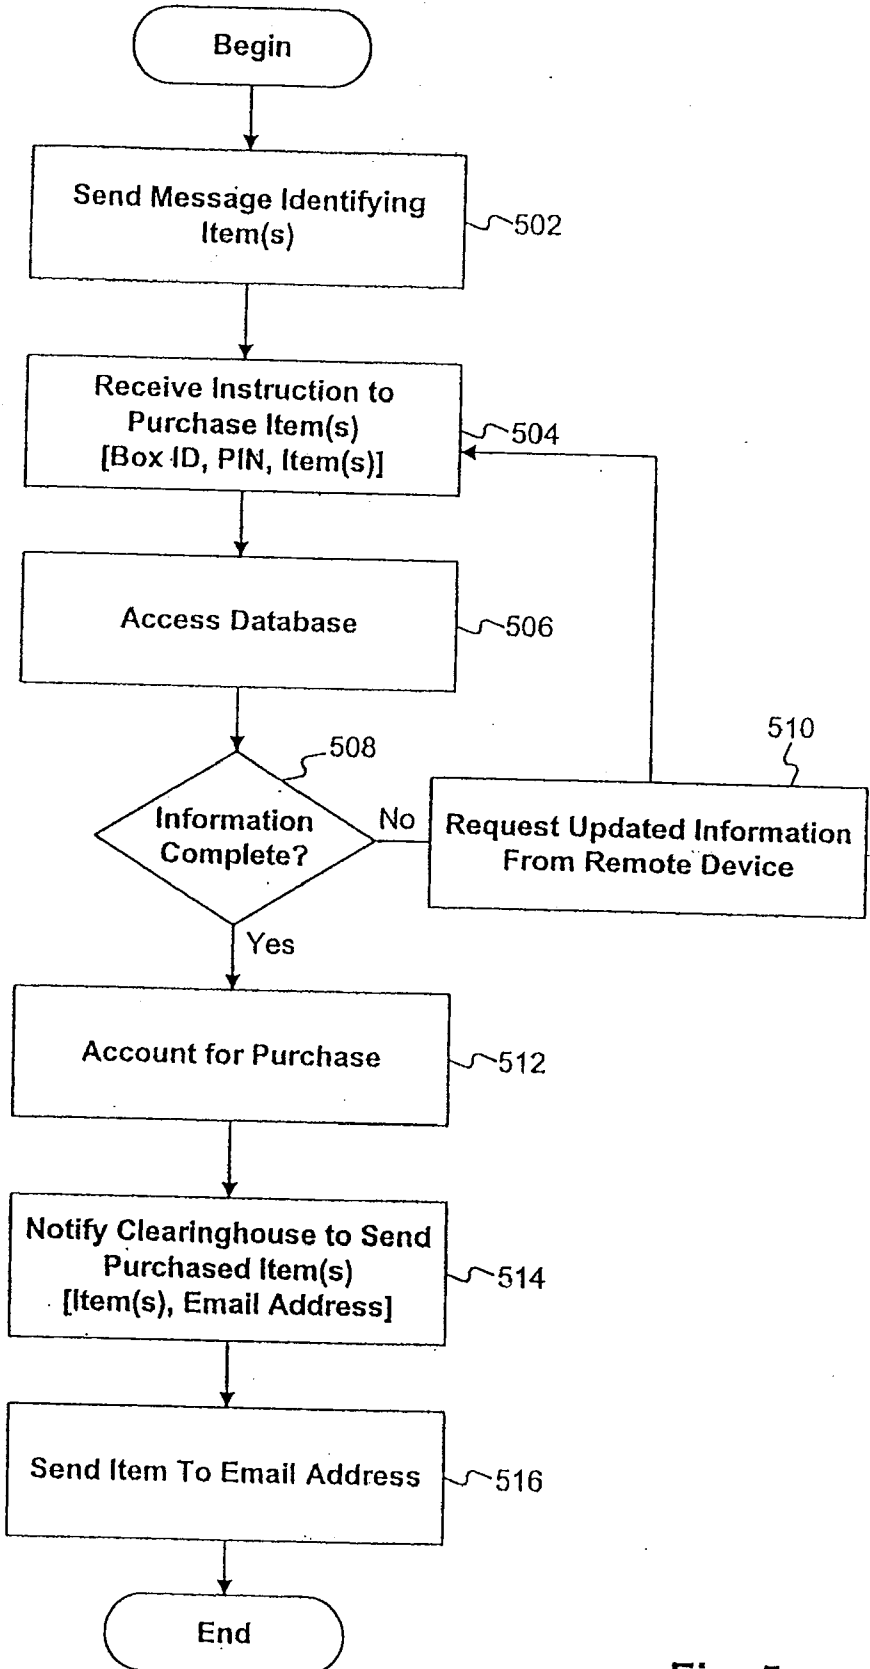 Begin
Send Message Identifying
Item(s)
502
Receive Instruction to
Purchase Item(s)
[Box ID, PIN, Item(s)]
504
Access Database
506
508
Information
Complete?
No
510
Request Updated Information
From Remote Device
Yes
Account for Purchase
512
Notify Clearinghouse to Send
Purchased Item(s)
[Item(s), Email Address]
514
Send Item To Email Address
516
End